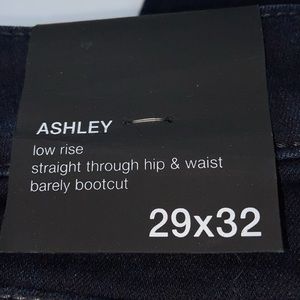 ASHLEY
low rise
straight through hip & waist
barely bootcut
29x32